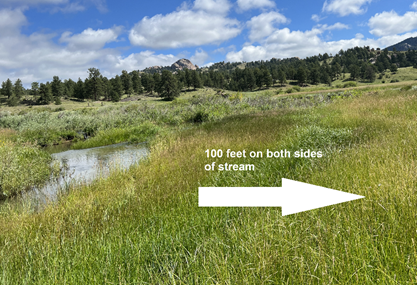 100 feet on both sides
of stream